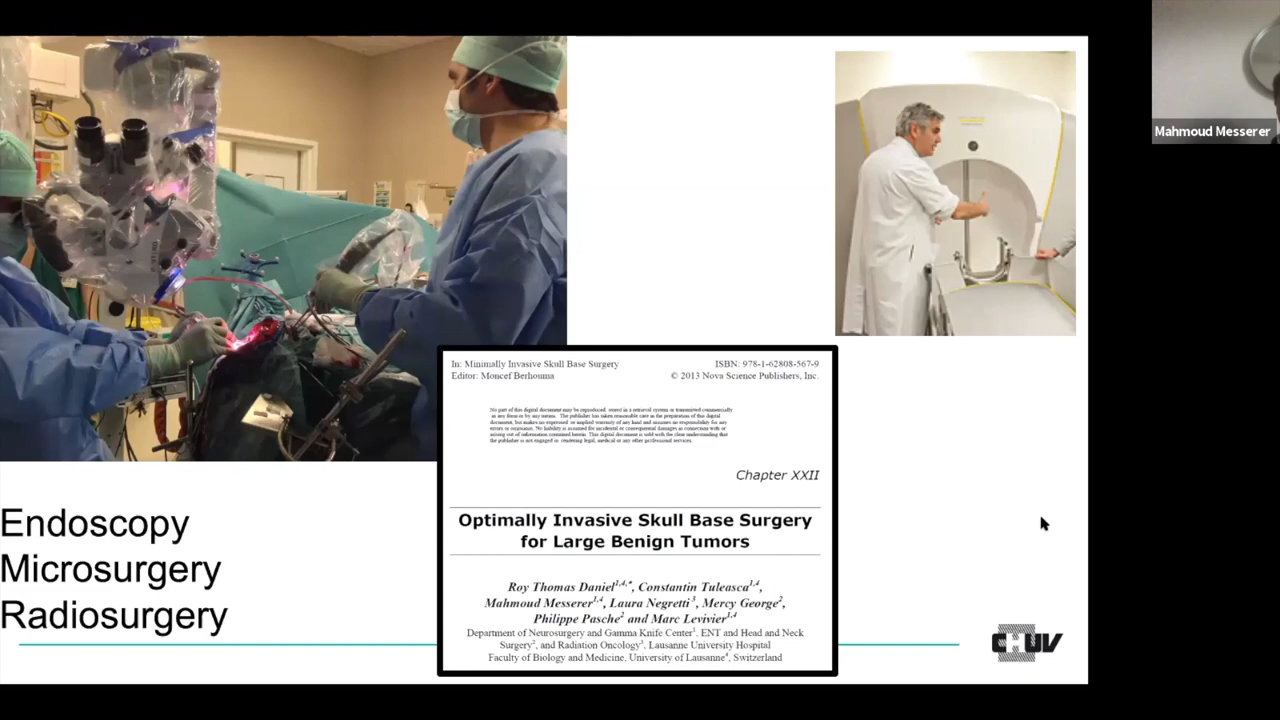 Mahmoud Messerer
In: Minimally Invasive Skull Base Surgery
ISBN: 978-1-62808-567-9
Editor: Moncef Berhouma
© 2013 Nova Science Publishers, Inc.
No part of this digital document may be reproduced, stored in a retrieval system or transmitted commercially
in any form or by any means. The publisher has taken reasonable care in the preparation of this digital
document, but makes no expressed or implied warranty of any kind and assumes no responsibility for any
errors or omissions. No liability is assumed for incidental or consequential damages in connection with or
arising out of information contained herein. This digital document is sold with the clear understanding that
the publisher is not engaged in rendering legal, medical or any other professional services.
Chapter XXII
Optimally Invasive Skull Base Surgery
for Large Benign Tumors
Roy Thomas Daniel1,4,*, Constantin Tuleasca1,4,
Mahmoud Messerer1,4, Laura Negretti3, Mercy George2,
Philippe Pasche2 and Marc Levivier1,4
Department of Neurosurgery and Gamma Knife Center1, ENT and Head and Neck
Surgery2, and Radiation Oncology3, Lausanne University Hospital
Faculty of Biology and Medicine, University of Lausanne4, Switzerland
Endoscopy
Microsurgery
Radiosurgery
CHUV